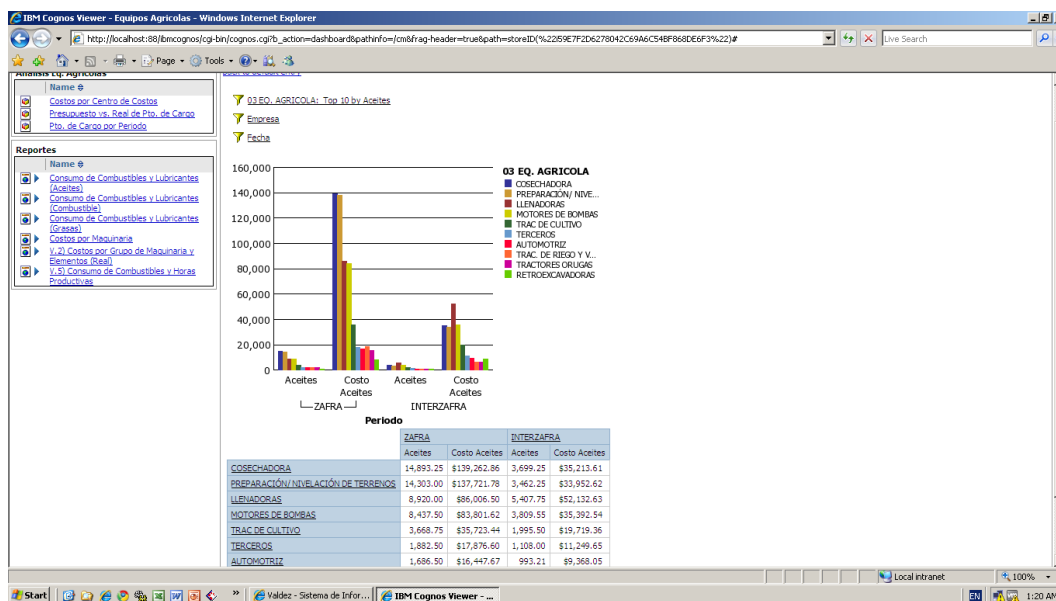 IBM Cognos Viewer - Equipos Agricolas - Windows Internet Explorer
http://localhost:88/ibmcognos/cgi-bin/cognos.cgi?b_action=dashboard&pathinfo=/cm&frag-header=true&path=storeID(%22i59E7F2D6278042C69A6C54BF868DE6F3%22)#
Live Search
Page Tools
Análisis Eq. Agrícolas
Name
Costos por Centro de Costos
Presupuesto vs. Real de Pto. de Cargo
Pto. de Cargo por Periodo
Reportes
Name
Consumo de Combustibles y Lubricantes
(Aceites)
Consumo de Combustibles y Lubricantes
(Combustible)
Consumo de Combustibles y Lubricantes
(Grasas)
Costos por Maquinaria
V.2) Costos por Grupo de Maquinaria y
Elementos (Real)
V.5) Consumo de Combustibles y Horas
Productivas
03 EQ. AGRICOLA: Top 10 by Aceites
Empresa
Fecha
160,000
140,000
120,000
100,000
80,000
60,000
40,000
20,000
0
Aceites Costo Aceites Aceites Costo Aceites
ZAFRA INTERZAFRA
Periodo
03 EQ. AGRICOLA
COSECHADORA
PREPARACIÓN/ NIVE...
LLENADORAS
MOTORES DE BOMBAS
TRAC DE CULTIVO
TERCEROS
AUTOMOTRIZ
TRAC. DE RIEGO Y V...
TRACTORES ORUGAS
RETROEXCAVADORAS
ZAFRA INTERZAFRA
Aceites Costo Aceites Aceites Costo Aceites
COSECHADORA 14,893.25 $139,262.86 3,699.25 $35,213.61
PREPARACIÓN/ NIVELACIÓN DE TERRENOS 14,303.00 $137,721.78 3,462.25 $33,952.62
LLENADORAS 8,920.00 $86,006.50 5,407.75 $52,132.63
MOTORES DE BOMBAS 8,437.50 $83,801.62 3,809.55 $35,392.54
TRAC DE CULTIVO 3,668.75 $35,723.44 1,995.50 $19,719.36
TERCEROS 1,882.50 $17,876.60 1,108.00 $11,249.65
AUTOMOTRIZ 1,686.50 $16,447.67 993.21 $9,368.05
Local intranet 100%
Start » Valdez - Sistema de Infor... IBM Cognos Viewer - ... EN 1:20 AM